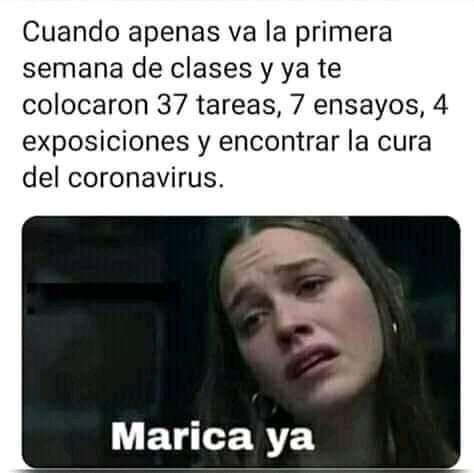 Cuando apenas va la primera
semana de clases y ya te
colocaron 37 tareas, 7 ensayos, 4
exposiciones y encontrar la cura
del coronavirus.
Marica ya